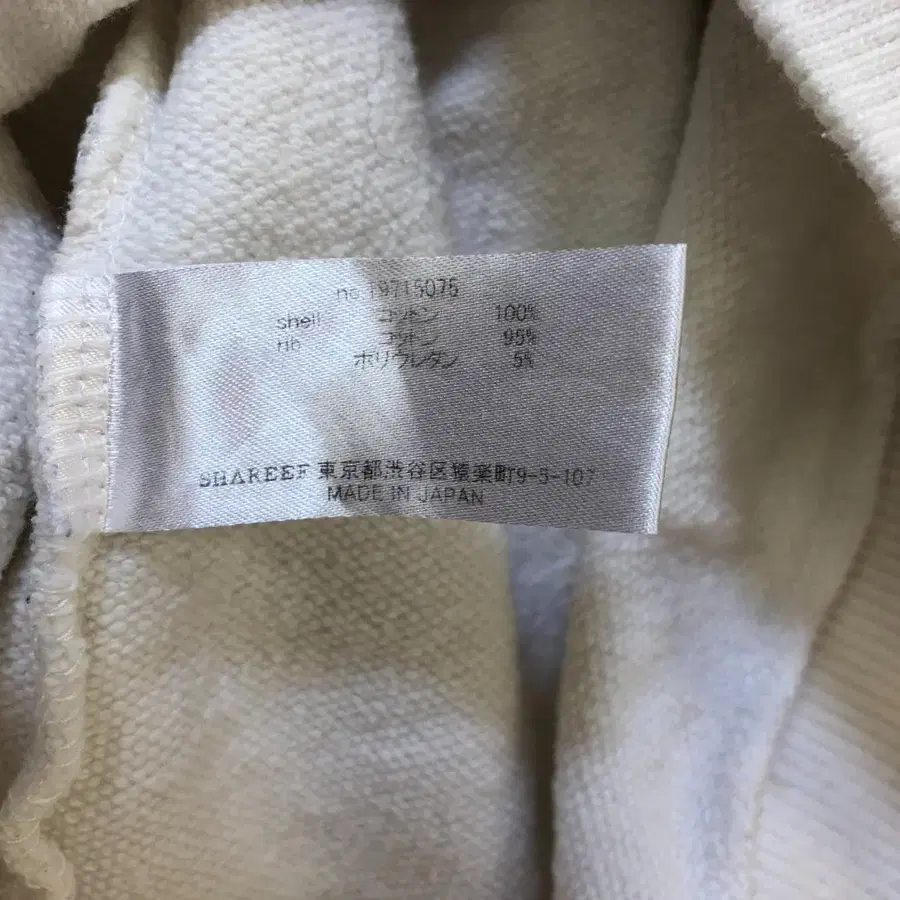 no.19715075
shell コットン 100%
rib コットン 95%
ポリウレタン 5%
SHAREEF 東京都渋谷区猿楽町9-5-107
MADE IN JAPAN